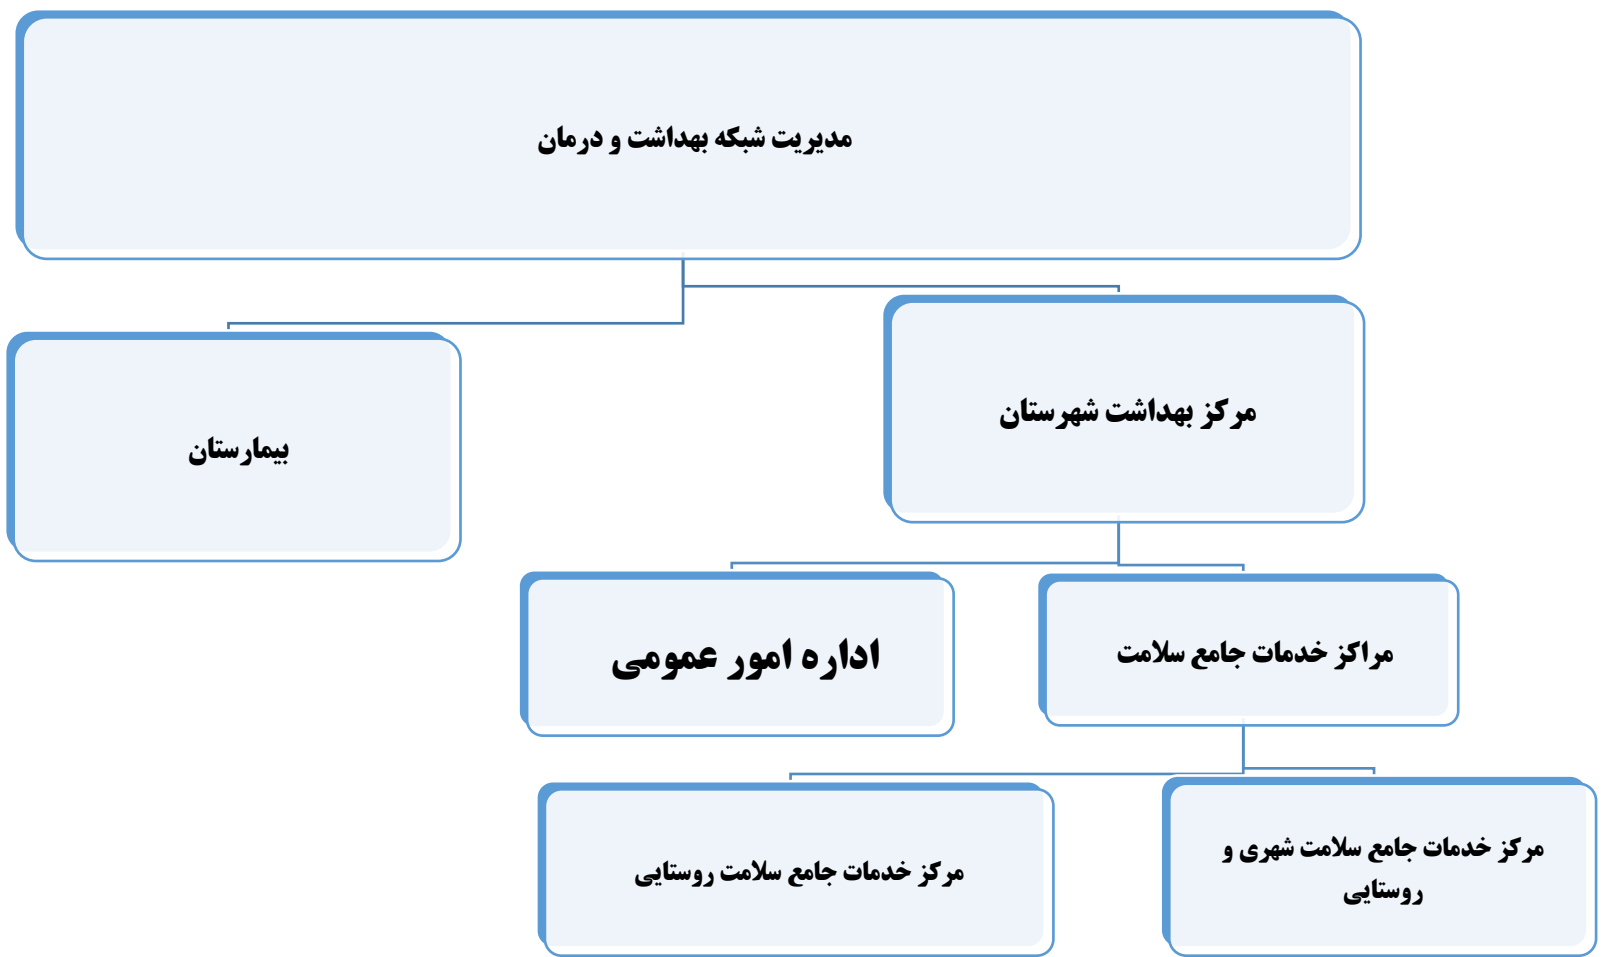 مدیریت شبکه بهداشت و درمان
مرکز بهداشت شهرستان
بیمارستان
مراکز خدمات جامع سلامت
اداره امور عمومی
مرکز خدمات جامع سلامت شهری و
روستایی
مرکز خدمات جامع سلامت روستایی